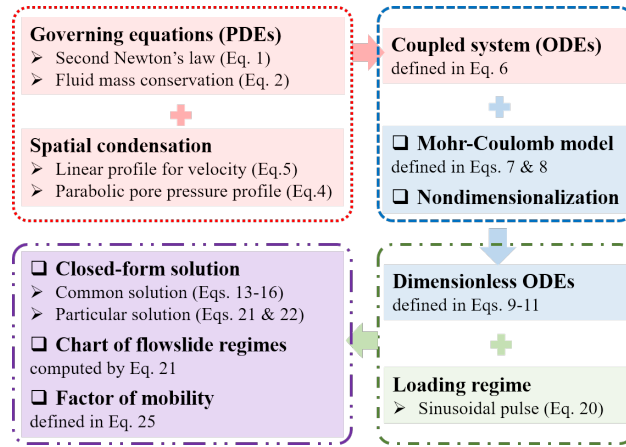 Governing equations (PDEs)
➢ Second Newton's law (Eq. 1)
➢ Fluid mass conservation (Eq. 2)
Spatial condensation
➢ Linear profile for velocity (Eq.5)
➢ Parabolic pore pressure profile (Eq.4)
Coupled system (ODEs)
defined in Eq. 6
❑ Mohr-Coulomb model
defined in Eqs. 7 & 8
❑ Nondimensionalization
Dimensionless ODEs
defined in Eqs. 9-11
Loading regime
➢ Sinusoidal pulse (Eq. 20)
❑ Closed-form solution
➢ Common solution (Eqs. 13-16)
➢ Particular solution (Eqs. 21 & 22)
❑ Chart of flowslide regimes
computed by Eq. 21
❑ Factor of mobility
defined in Eq. 25